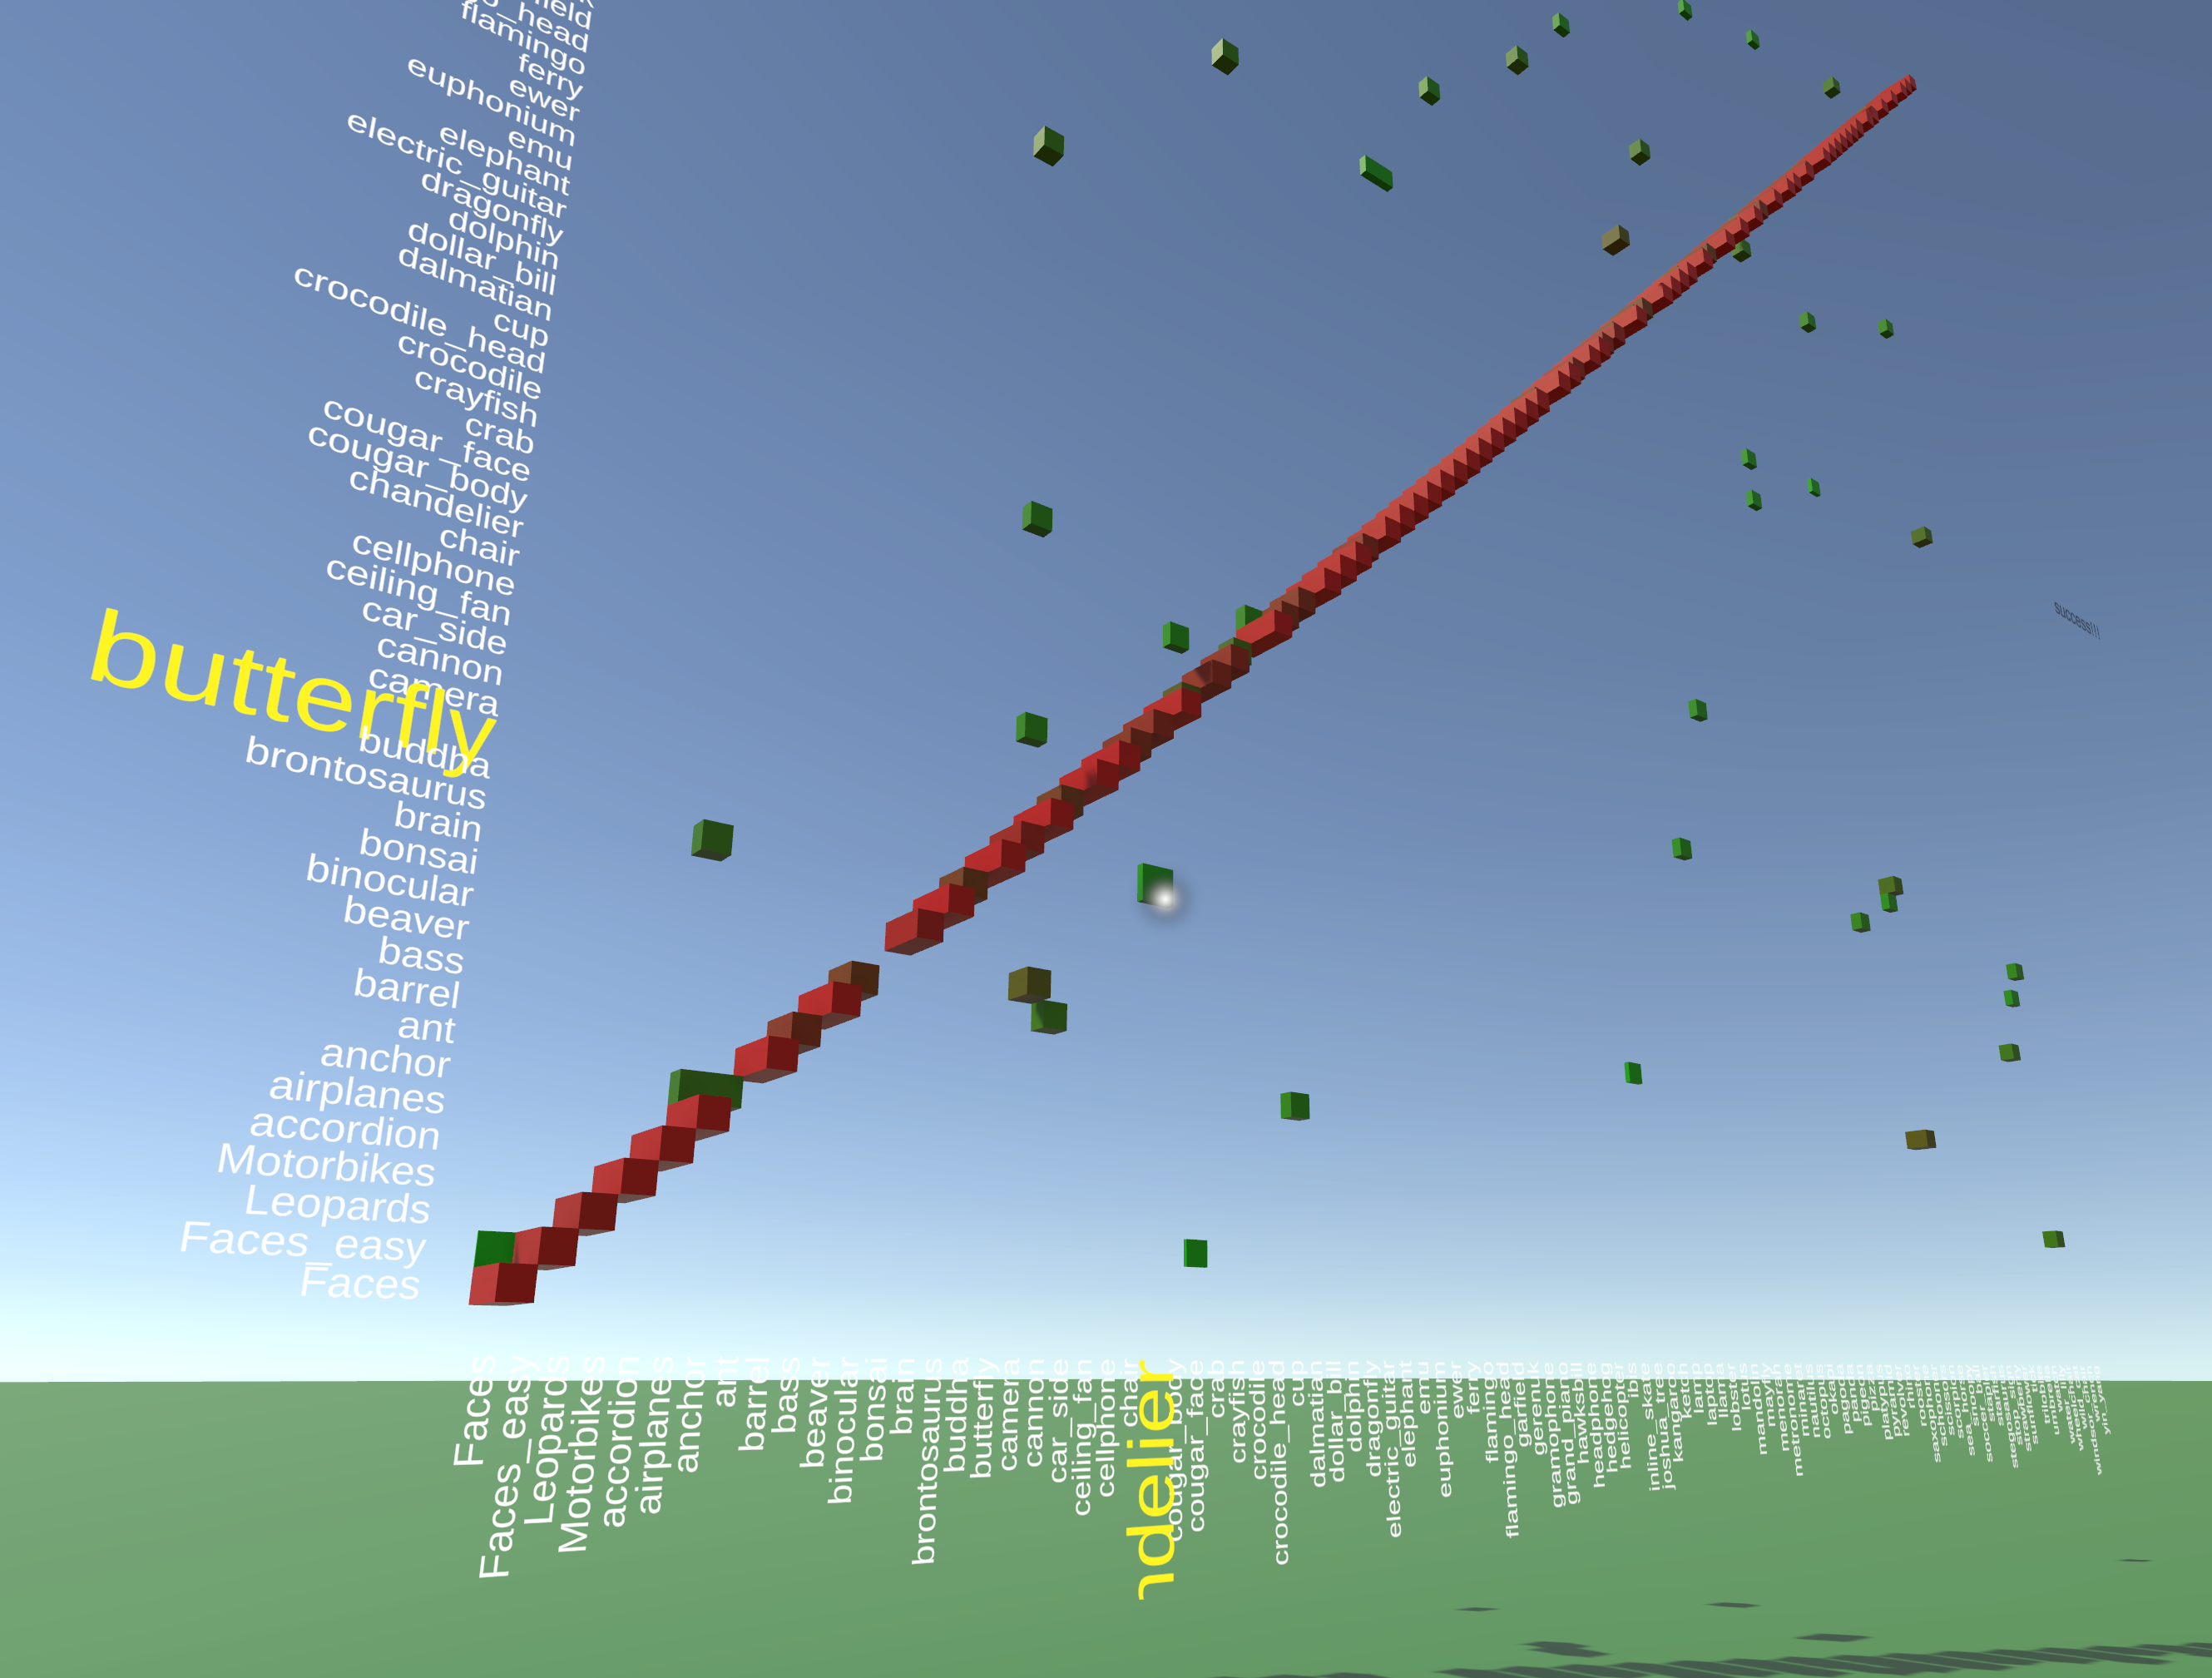 field
flamingo
ferry
ewer
euphonium
emu
elephant
electric_guitar
dragonfly
dolphin
dollar_bill
dalmatian
cup
crocodile_head
crocodile
crayfish
crab
cougar_face
cougar_body
chandelier
chair
cellphone
ceiling_fan
car_side
cannon
camera
butterfly
buddha
brontosaurus
brain
bonsai
binocular
beaver
bass
barrel
ant
anchor
airplanes
accordion
Motorbikes
Leopards
Faces_easy
Faces
success!!!
Faces
Faces_easy
Leopards
Motorbikes
accordion
airplanes
anchor
ant
barrel
bass
beaver
binocular
bonsai
brain
brontosaurus
buddha
butterfly
camera
cannon
car_side
ceiling_fan
cellphone
chair
ndelier
cougar_body
cougar_face
crab
crayfish
crocodile
crocodile_head
cup
dalmatian
dollar_bill
dolphin
dragonfly
electric_guitar
elephant
emu
euphonium
ewer
ferry
flamingo
flamingo_head
garfield
gerenuk
gramophone
grand_piano
hawksbill
headphone
hedgehog
helicopter
ibis
inline_skate
joshua_tree
kangaroo
ketch
lamp
laptop
llama
lobster
lotus
mandolin
mayfly
menorah
metronome
minaret
nautilus
octopus
okapi
pagoda
panda
pigeon
pizza
platypus
pyramid
revolver
rhino